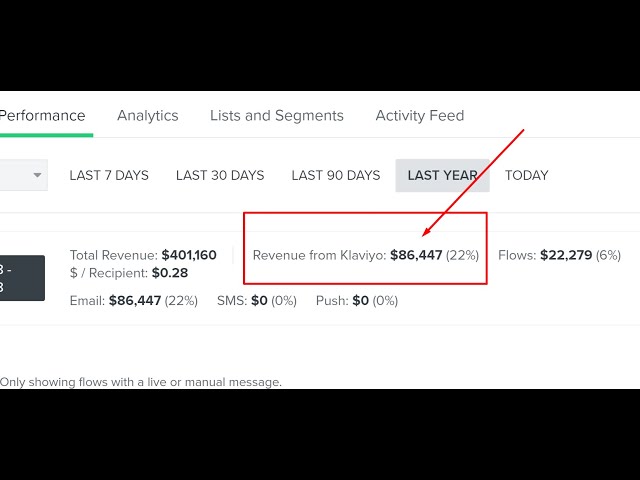 Performance Analytics Lists and Segments Activity Feed
LAST 7 DAYS LAST 30 DAYS LAST 90 DAYS LAST YEAR TODAY
Total Revenue: $401,160 Revenue from Klaviyo: $86,447 (22%) Flows: $22,279 (6%)
$ / Recipient: $0.28
Email: $86,447 (22%) SMS: $0 (0%) Push: $0 (0%)
Only showing flows with a live or manual message.